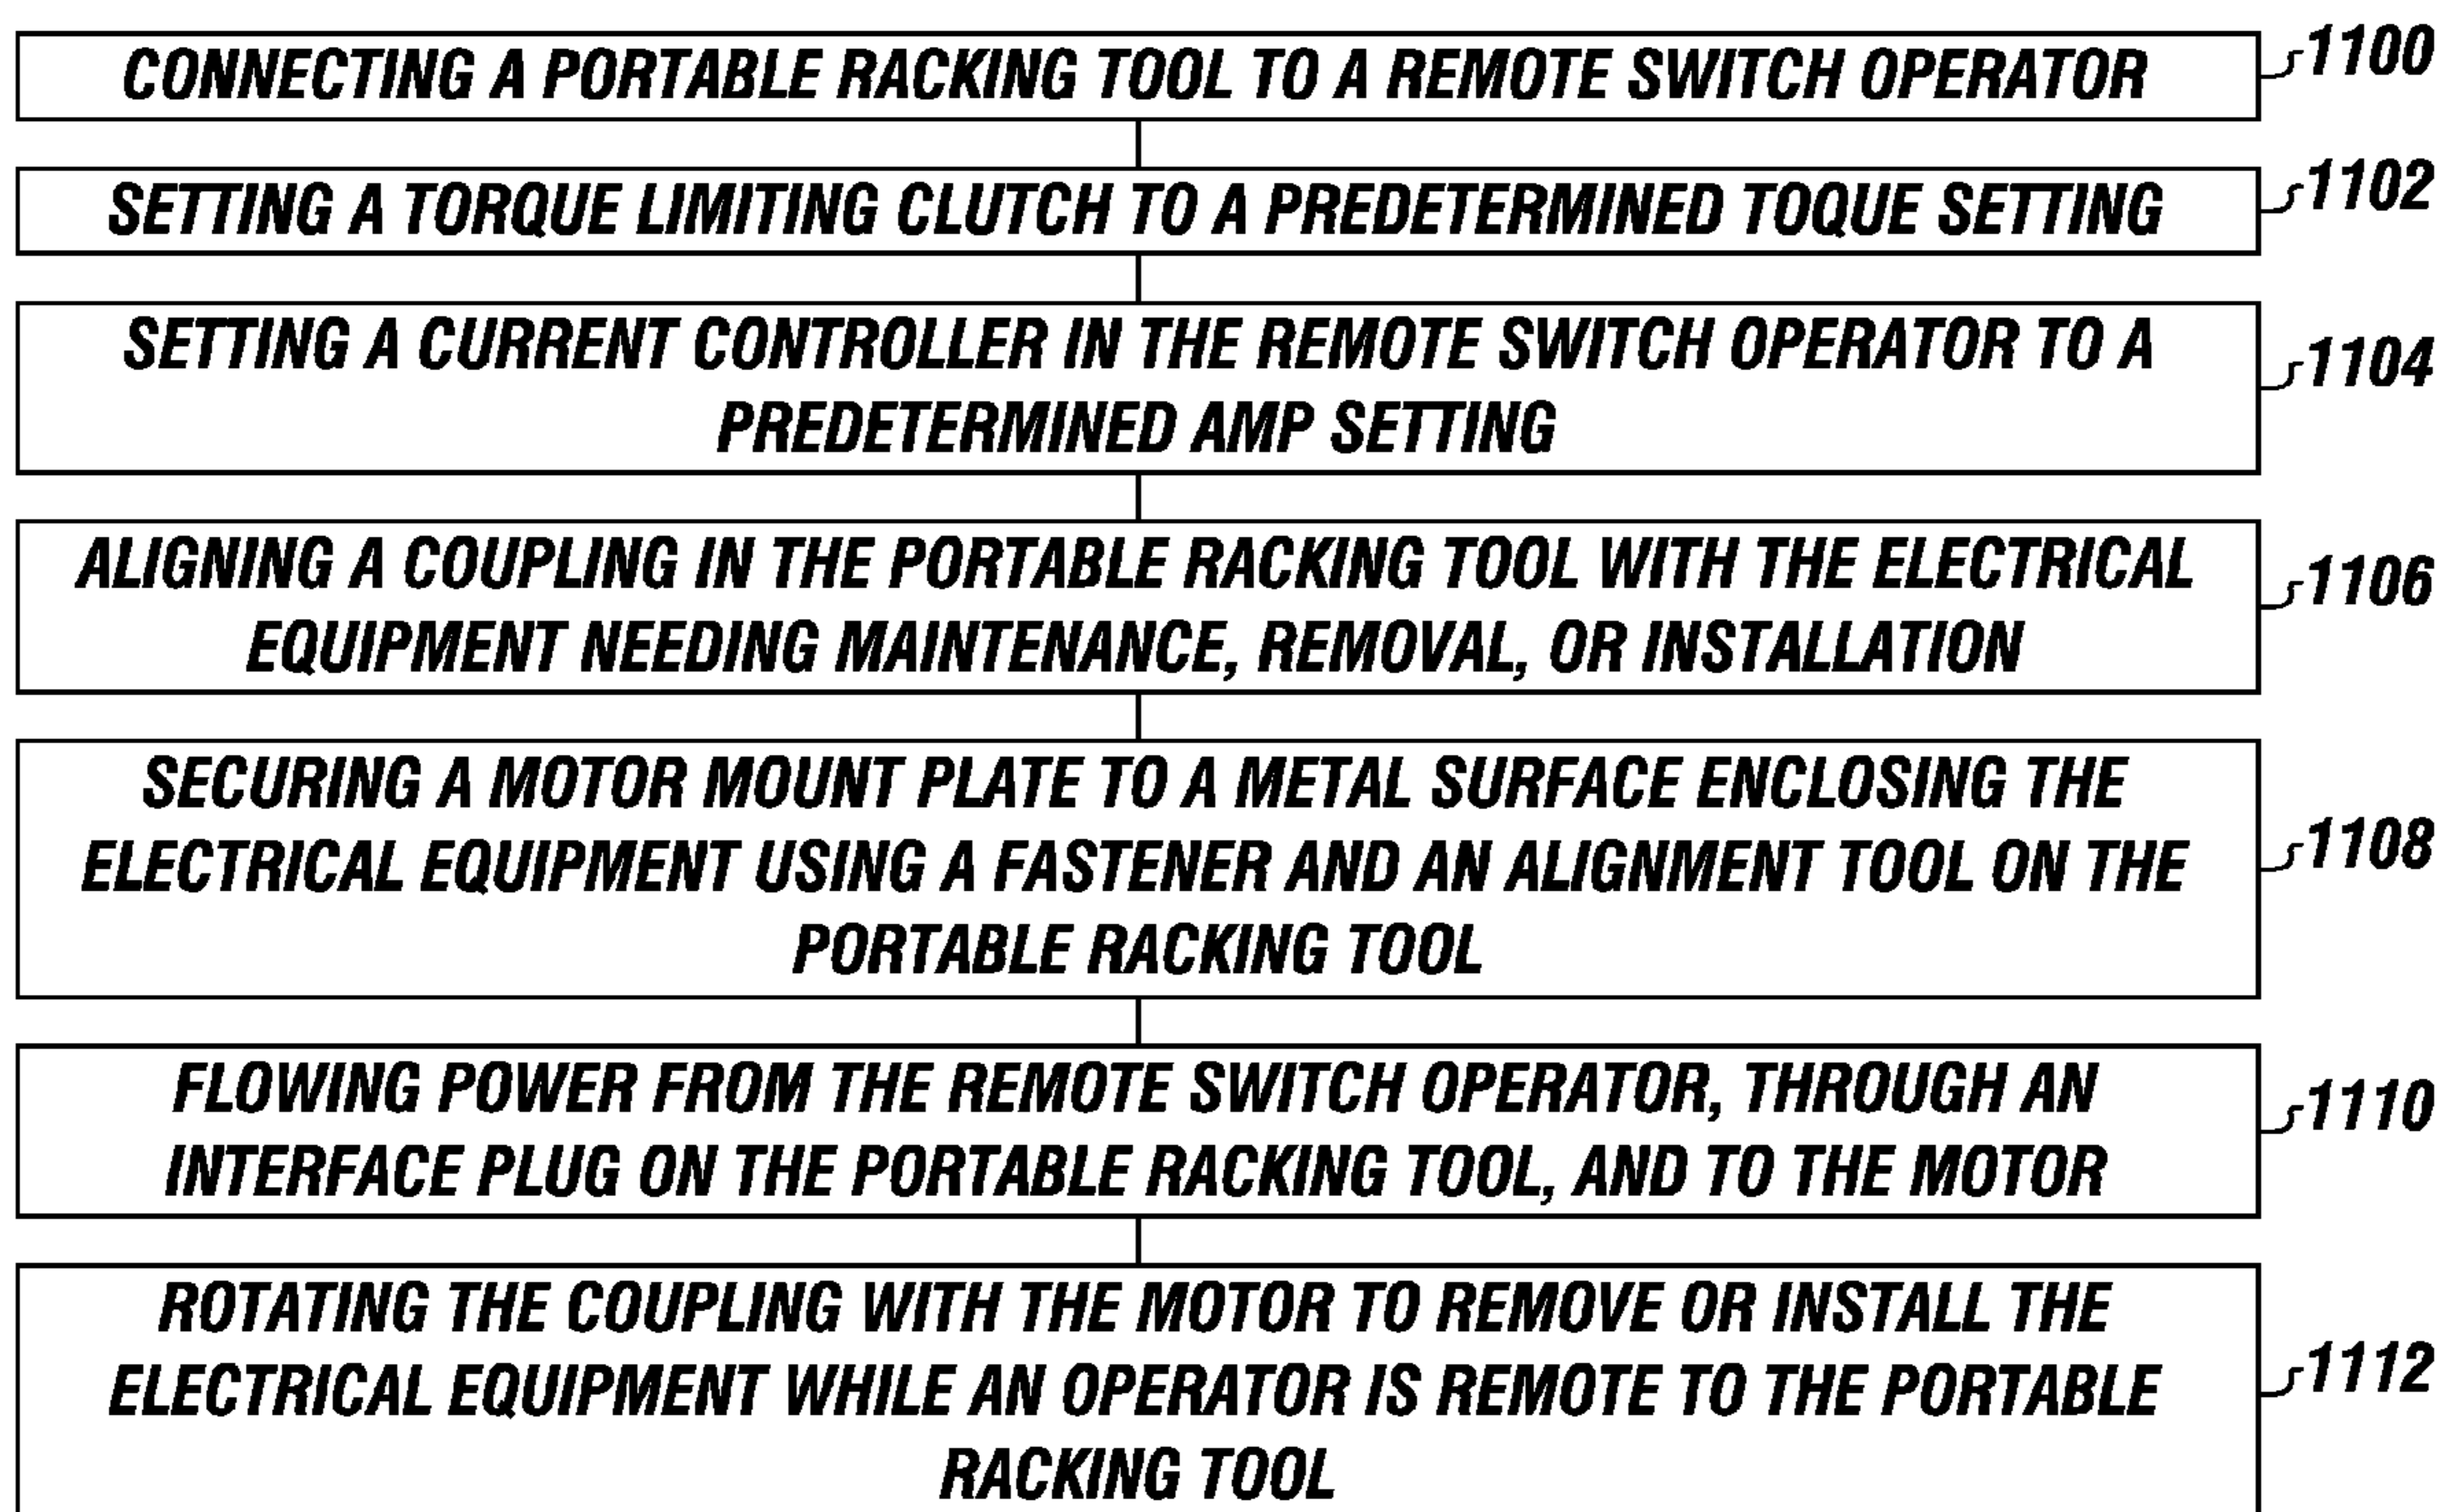 CONNECTING A PORTABLE RACKING TOOL TO A REMOTE SWITCH OPERATOR
1100
SETTING A TORQUE LIMITING CLUTCH TO A PREDETERMINED TOQUE SETTING
1102
SETTING A CURRENT CONTROLLER IN THE REMOTE SWITCH OPERATOR TO A
PREDETERMINED AMP SETTING
1104
ALIGNING A COUPLING IN THE PORTABLE RACKING TOOL WITH THE ELECTRICAL
EQUIPMENT NEEDING MAINTENANCE, REMOVAL, OR INSTALLATION
1106
SECURING A MOTOR MOUNT PLATE TO A METAL SURFACE ENCLOSING THE
ELECTRICAL EQUIPMENT USING A FASTENER AND AN ALIGNMENT TOOL ON THE
PORTABLE RACKING TOOL
1108
FLOWING POWER FROM THE REMOTE SWITCH OPERATOR, THROUGH AN
INTERFACE PLUG ON THE PORTABLE RACKING TOOL, AND TO THE MOTOR
1110
ROTATING THE COUPLING WITH THE MOTOR TO REMOVE OR INSTALL THE
ELECTRICAL EQUIPMENT WHILE AN OPERATOR IS REMOTE TO THE PORTABLE
RACKING TOOL
1112